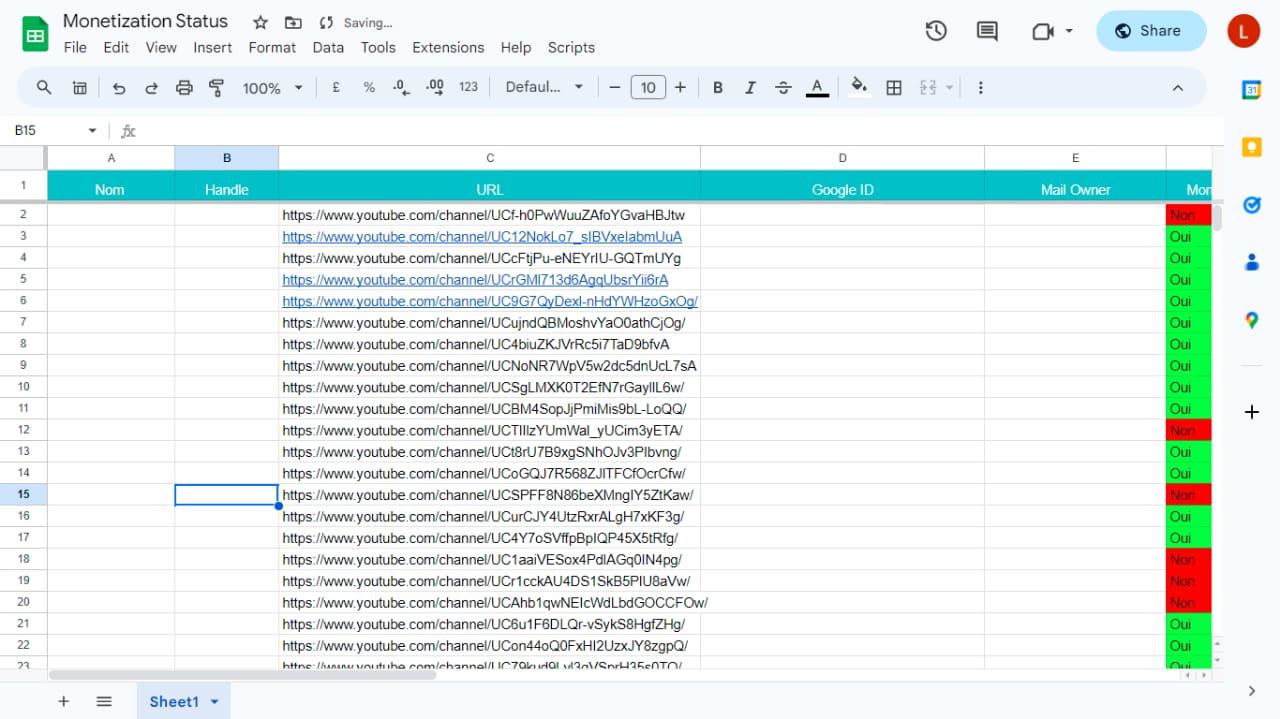 Monetization Status Saving...
File Edit View Insert Format Data Tools Extensions Help Scripts
Share
L
100% £ % .0 .00 123 Defaul... 10 B I A
31
B15 fx
A B C D E
1 Nom Handle URL Google ID Mail Owner Mon
2 https://www.youtube.com/channel/UCf-h0PwWuuZAfoYGvaHBJtw Non
3 https://www.youtube.com/channel/UC12NokLo7_sIBVxeIabmUuA Oui
4 https://www.youtube.com/channel/UCcFtjPu-eNEYrIU-GQTmUYg Oui
5 https://www.youtube.com/channel/UCrGMl713d6AgqUbsrYii6rA Oui
6 https://www.youtube.com/channel/UC9G7QyDexl-nHdYWHzoGxOg/ Oui
7 https://www.youtube.com/channel/UCujndQBMoshvYaO0athCjOg/ Oui
8 https://www.youtube.com/channel/UC4biuZKJVrRc5i7TaD9bfvA Oui
9 https://www.youtube.com/channel/UCNoNR7WpV5w2dc5dnUcL7sA Oui
10 https://www.youtube.com/channel/UCSgLMXK0T2EfN7rGayllL6w/ Oui
11 https://www.youtube.com/channel/UCBM4SopJjPmiMis9bL-LoQQ/ Oui
12 https://www.youtube.com/channel/UCTIIlzYUmWal_yUCim3yETA/ Non
13 https://www.youtube.com/channel/UCt8rU7B9xgSNhOJv3PIbvng/ Oui
14 https://www.youtube.com/channel/UCoGQJ7R568ZJlTFCfOcrCfw/ Oui
15 https://www.youtube.com/channel/UCSPFF8N86beXMngIY5ZtKaw/ Non
16 https://www.youtube.com/channel/UCurCJY4UtzRxrALgH7xKF3g/ Oui
17 https://www.youtube.com/channel/UC4Y7oSVffpBpIQP45X5tRfg/ Oui
18 https://www.youtube.com/channel/UC1aaiVESox4PdlAGq0IN4pg/ Non
19 https://www.youtube.com/channel/UCr1cckAU4DS1SkB5PlU8aVw/ Non
20 https://www.youtube.com/channel/UCAhb1qwNEIcWdLbdGOCCFOw/ Non
21 https://www.youtube.com/channel/UC6u1F6DLQr-vSykS8HgfZHg/ Oui
22 https://www.youtube.com/channel/UCon44oQ0FxHI2UzxJY8zgpQ/ Oui
23 Oui
Sheet1